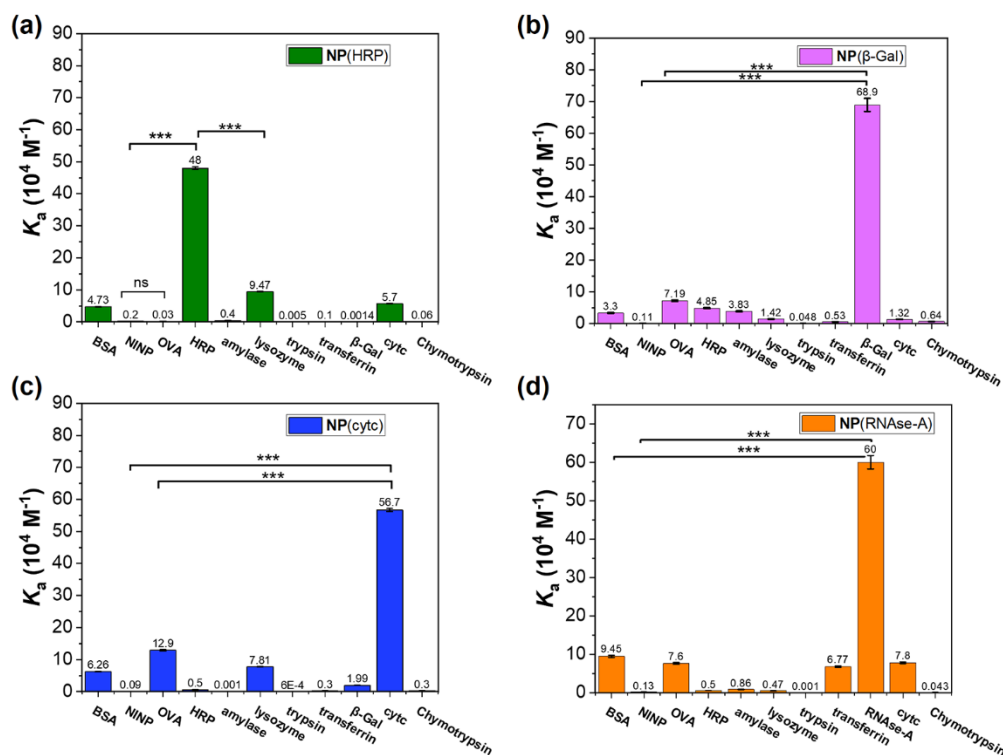 (a)
NP(HRP)
Kₐ (10⁴ M⁻¹)
90
80
70
60
50
40
30
20
10
0
***
***
ns
4.73
0.2
0.03
48
0.4
9.47
0.005
0.1
0.0014
5.7
0.06
BSA
NINP
OVA
HRP
amylase
lysozyme
trypsin
transferrin
β-Gal
cytc
Chymotrypsin
(b)
NP(β-Gal)
Kₐ (10⁴ M⁻¹)
90
80
70
60
50
40
30
20
10
0
***
***
3.3
0.11
7.19
4.85
3.83
1.42
0.048
0.53
68.9
1.32
0.64
BSA
NINP
OVA
HRP
amylase
lysozyme
trypsin
transferrin
β-Gal
cytc
Chymotrypsin
(c)
NP(cytc)
Kₐ (10⁴ M⁻¹)
90
80
70
60
50
40
30
20
10
0
***
***
6.26
0.09
12.9
0.5
0.001
7.81
6E-4
0.3
1.99
56.7
0.3
BSA
NINP
OVA
HRP
amylase
lysozyme
trypsin
transferrin
β-Gal
cytc
Chymotrypsin
(d)
NP(RNAse-A)
Kₐ (10⁴ M⁻¹)
70
60
50
40
30
20
10
0
***
***
9.45
0.13
7.6
0.5
0.86
0.47
0.001
6.77
60
7.8
0.043
BSA
NINP
OVA
HRP
amylase
lysozyme
trypsin
transferrin
RNAse-A
cytc
Chymotrypsin